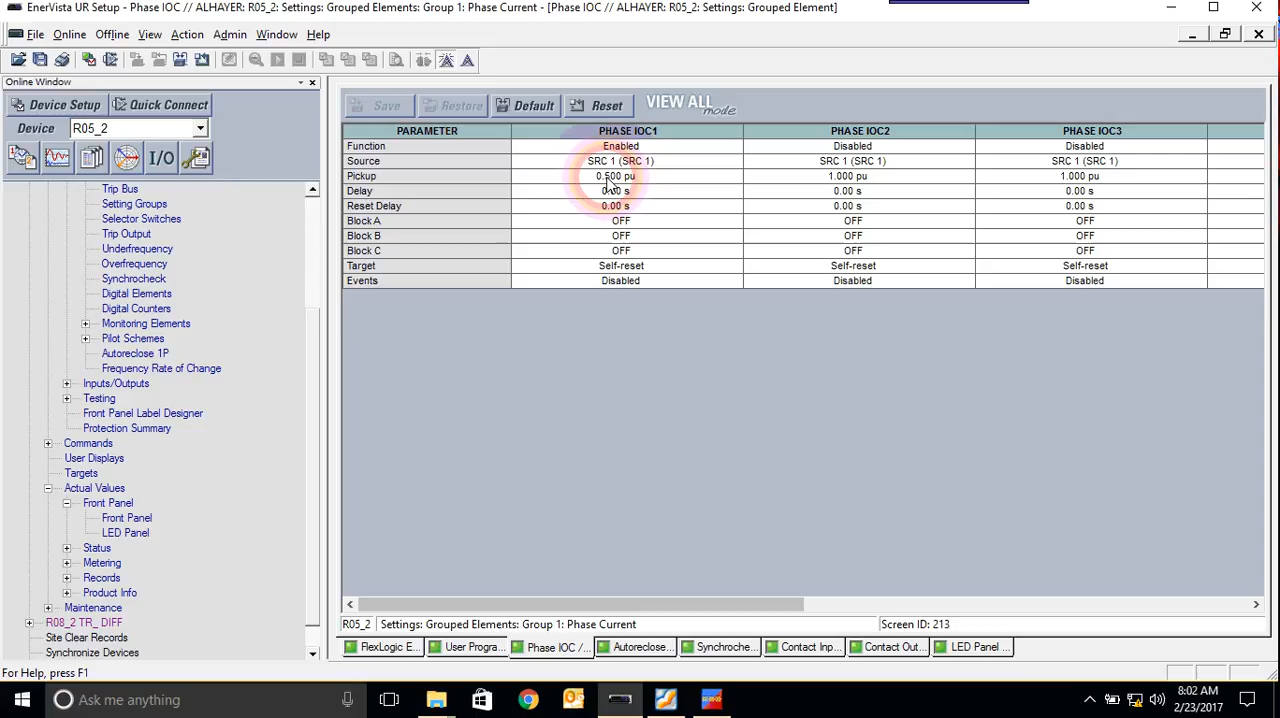 EnerVista UR Setup - Phase IOC // ALHAYER: R05_2: Settings: Grouped Elements: Group 1: Phase Current - [Phase IOC // ALHAYER: R05_2: Settings: Grouped Element]
File Online Offline View Action Admin Window Help
Online Window
Device Setup Quick Connect
Device R05_2
I/O
Trip Bus
Setting Groups
Selector Switches
Trip Output
Underfrequency
Overfrequency
Synchrocheck
Digital Elements
Digital Counters
Monitoring Elements
Pilot Schemes
Autoreclose 1P
Frequency Rate of Change
Inputs/Outputs
Testing
Front Panel Label Designer
Protection Summary
Commands
User Displays
Targets
Actual Values
Front Panel
Front Panel
LED Panel
Status
Metering
Records
Product Info
Maintenance
R08_2 TR_ DIFF
Site Clear Records
Synchronize Devices
Save Restore Default Reset VIEW ALL mode
PARAMETER PHASE IOC1 PHASE IOC2 PHASE IOC3
Function Enabled Disabled Disabled
Source SRC 1 (SRC 1) SRC 1 (SRC 1) SRC 1 (SRC 1)
Pickup 0.500 pu 1.000 pu 1.000 pu
Delay 0.00 s 0.00 s 0.00 s
Reset Delay 0.00 s 0.00 s 0.00 s
Block A OFF OFF OFF
Block B OFF OFF OFF
Block C OFF OFF OFF
Target Self-reset Self-reset Self-reset
Events Disabled Disabled Disabled
R05_2 Settings: Grouped Elements: Group 1: Phase Current Screen ID: 213
FlexLogic E... User Progra... Phase IOC /... Autoreclose... Synchroche... Contact Inp... Contact Out... LED Panel ...
For Help, press F1
Ask me anything
8:02 AM
2/23/2017